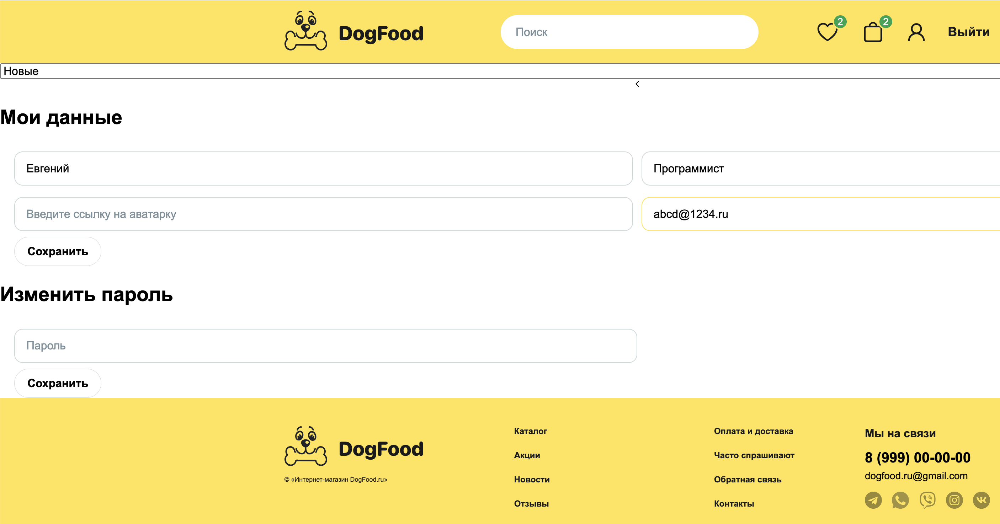 DogFood
Поиск
2
2
Выйти
Новые
<
Мои данные
Евгений
Программист
Введите ссылку на аватарку
abcd@1234.ru
Сохранить
Изменить пароль
Пароль
Сохранить
DogFood
© «Интернет-магазин DogFood.ru»
Каталог
Акции
Новости
Отзывы
Оплата и доставка
Часто спрашивают
Обратная связь
Контакты
Мы на связи
8 (999) 00-00-00
dogfood.ru@gmail.com